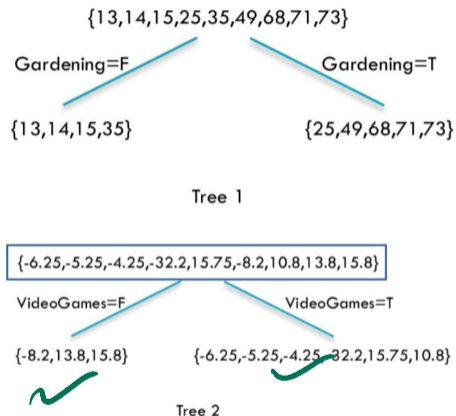 {13,14,15,25,35,49,68,71,73}
Gardening=F Gardening=T
{13,14,15,35} {25,49,68,71,73}
Tree 1
{-6.25,-5.25,-4.25,-32.2,15.75,-8.2,10.8,13.8,15.8}
VideoGames=F VideoGames=T
{-8.2,13.8,15.8} {-6.25,-5.25,-4.25,-32.2,15.75,10.8}
Tree 2